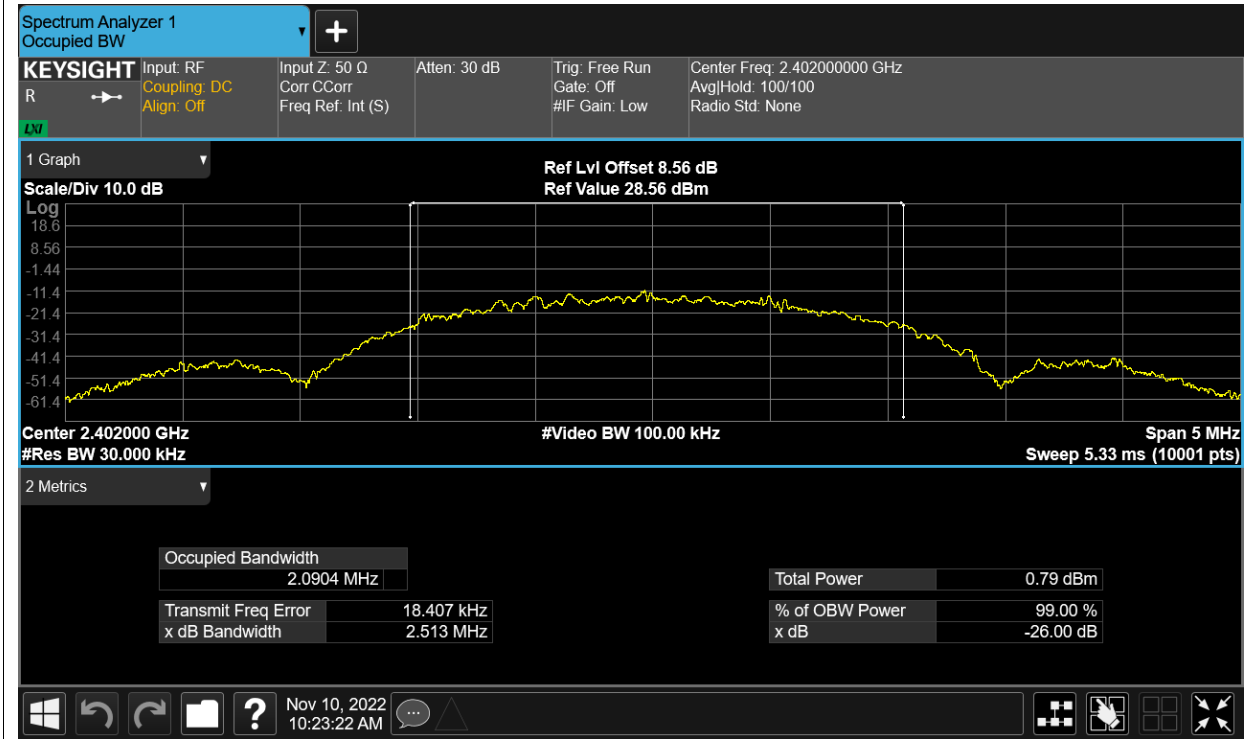 Spectrum Analyzer 1
Occupied BW
KEYSIGHT Input: RF Input Z: 50 Ω Atten: 30 dB Trig: Free Run Center Freq: 2.402000000 GHz
R Coupling: DC Corr CCorr Gate: Off Avg|Hold: 100/100
Align: Off Freq Ref: Int (S) #IF Gain: Low Radio Std: None
LXI
1 Graph
Ref Lvl Offset 8.56 dB
Scale/Div 10.0 dB Ref Value 28.56 dBm
Log
18.6
8.56
-1.44
-11.4
-21.4
-31.4
-41.4
-51.4
-61.4
Center 2.402000 GHz #Video BW 100.00 kHz Span 5 MHz
#Res BW 30.000 kHz Sweep 5.33 ms (10001 pts)
2 Metrics
Occupied Bandwidth
2.0904 MHz Total Power 0.79 dBm
Transmit Freq Error 18.407 kHz % of OBW Power 99.00 %
x dB Bandwidth 2.513 MHz x dB -26.00 dB
? Nov 10, 2022
10:23:22 AM